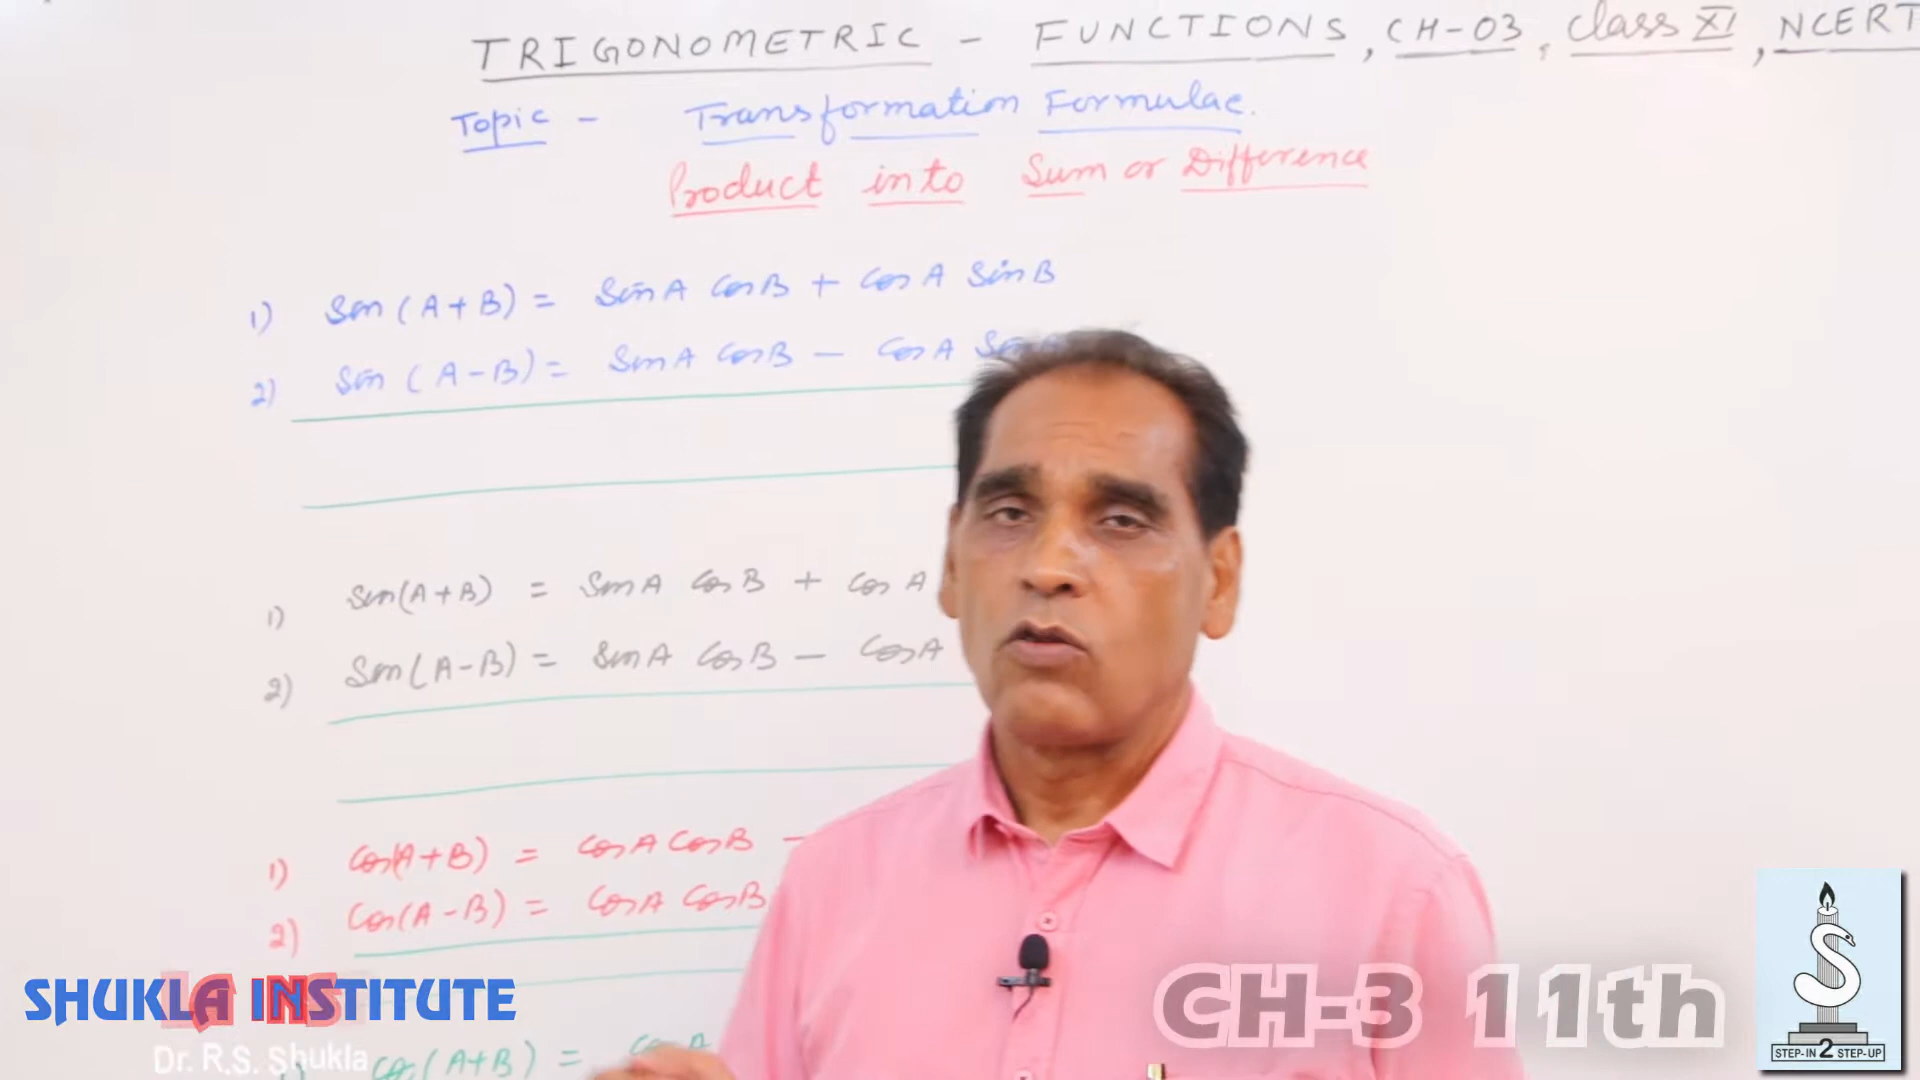 TRIGONOMETRIC - FUNCTIONS, CH-03, Class XI, NCERT
Topic - Transformation Formulae.
Product into Sum or Difference
1) Sin (A+B) = Sin A Cos B + Cos A Sin B
2) Sin (A-B) = Sin A Cos B - Cos A Sin
1) Sin(A+B) = Sin A Cos B + Cos A
2) Sin(A-B) = Sin A Cos B - Cos A
1) Cos(A+B) = Cos A Cos B -
2) Cos(A-B) = Cos A Cos B
1) Cos (A+B) = Cos A
SHUKLA INSTITUTE
Dr. R.S. Shukla
CH-3 11th
S
STEP-IN 2 STEP-UP